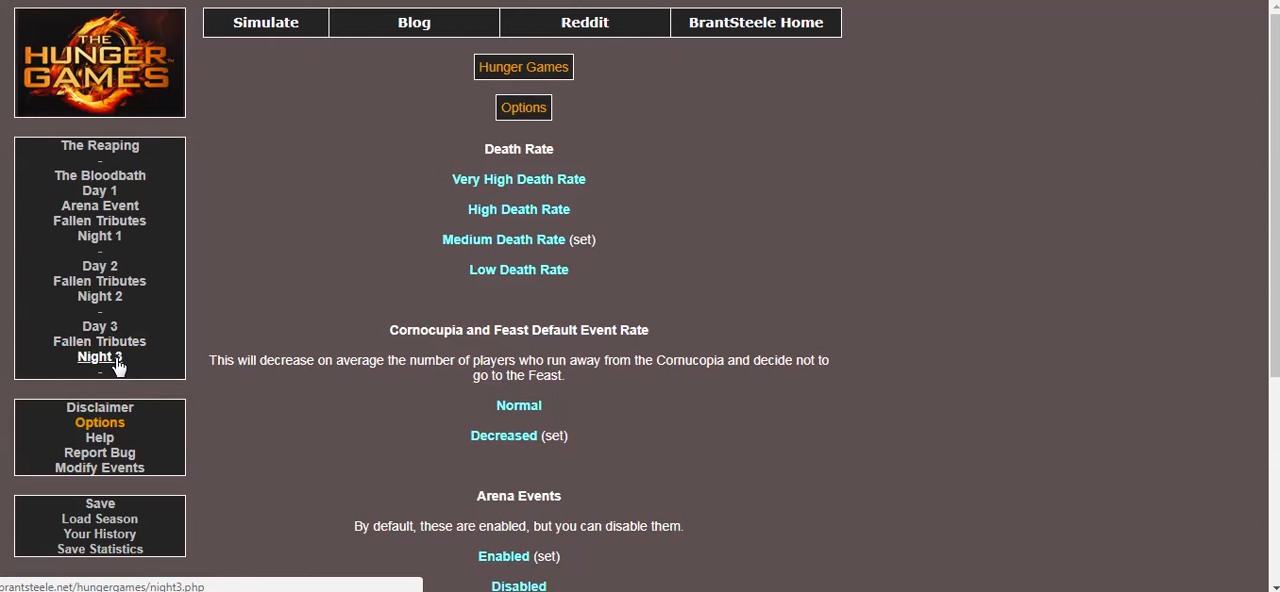 THE
HUNGER
GAMES
Simulate
Blog
Reddit
BrantSteele Home
The Reaping
-
The Bloodbath
Day 1
Arena Event
Fallen Tributes
Night 1
-
Day 2
Fallen Tributes
Night 2
-
Day 3
Fallen Tributes
Night 3
-
Disclaimer
Options
Help
Report Bug
Modify Events
Save
Load Season
Your History
Save Statistics
Hunger Games
Options
Death Rate
Very High Death Rate
High Death Rate
Medium Death Rate (set)
Low Death Rate
Cornocupia and Feast Default Event Rate
This will decrease on average the number of players who run away from the Cornucopia and decide not to
go to the Feast.
Normal
Decreased (set)
Arena Events
By default, these are enabled, but you can disable them.
Enabled (set)
Disabled
brantsteele.net/hungergames/night3.php